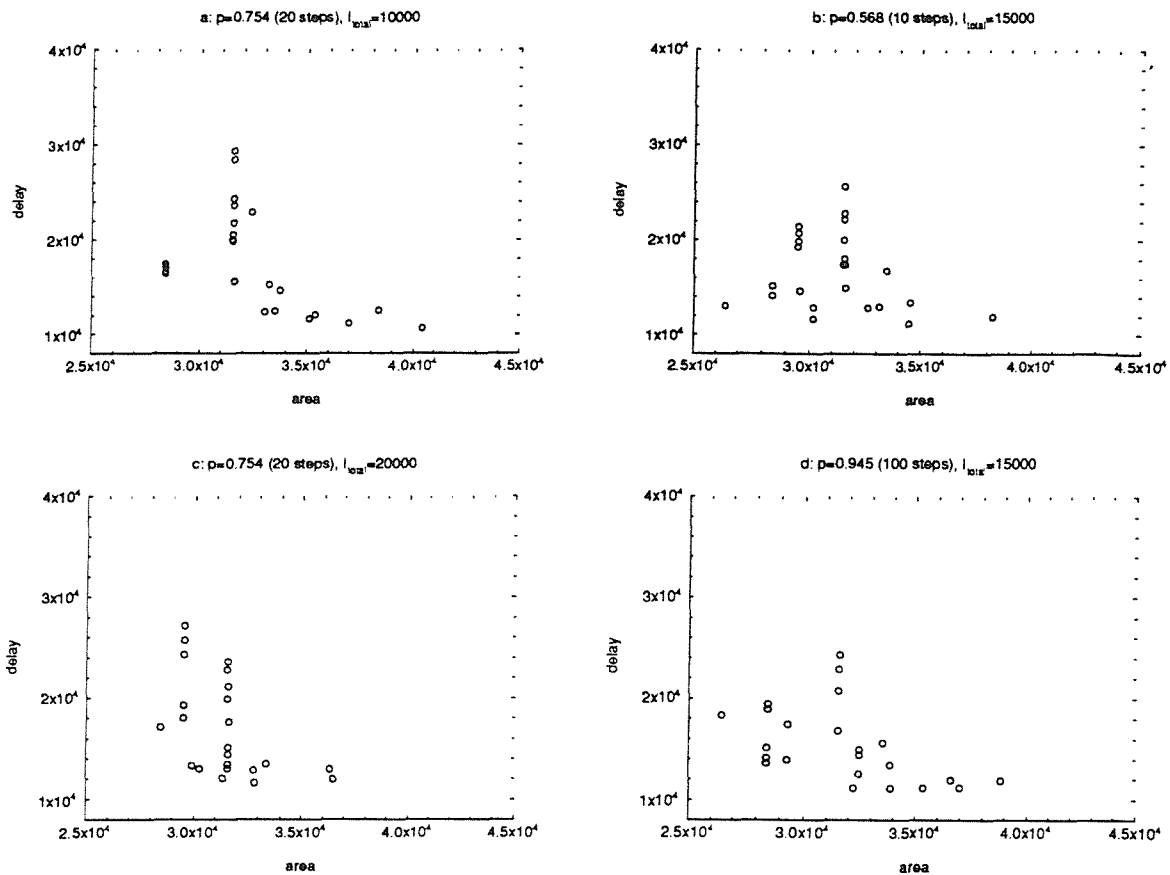 a: p=0.754 (20 steps), I_total=10000
4x10⁴
3x10⁴
delay
2x10⁴
1x10⁴
2.5x10⁴ 3.0x10⁴ 3.5x10⁴ 4.0x10⁴ 4.5x10⁴
area
b: p=0.568 (10 steps), I_total=15000
4x10⁴
3x10⁴
delay
2x10⁴
1x10⁴
2.5x10⁴ 3.0x10⁴ 3.5x10⁴ 4.0x10⁴ 4.5x10⁴
area
c: p=0.754 (20 steps), I_total=20000
4x10⁴
3x10⁴
delay
2x10⁴
1x10⁴
2.5x10⁴ 3.0x10⁴ 3.5x10⁴ 4.0x10⁴ 4.5x10⁴
area
d: p=0.945 (100 steps), I_total=15000
4x10⁴
3x10⁴
delay
2x10⁴
1x10⁴
2.5x10⁴ 3.0x10⁴ 3.5x10⁴ 4.0x10⁴ 4.5x10⁴
area